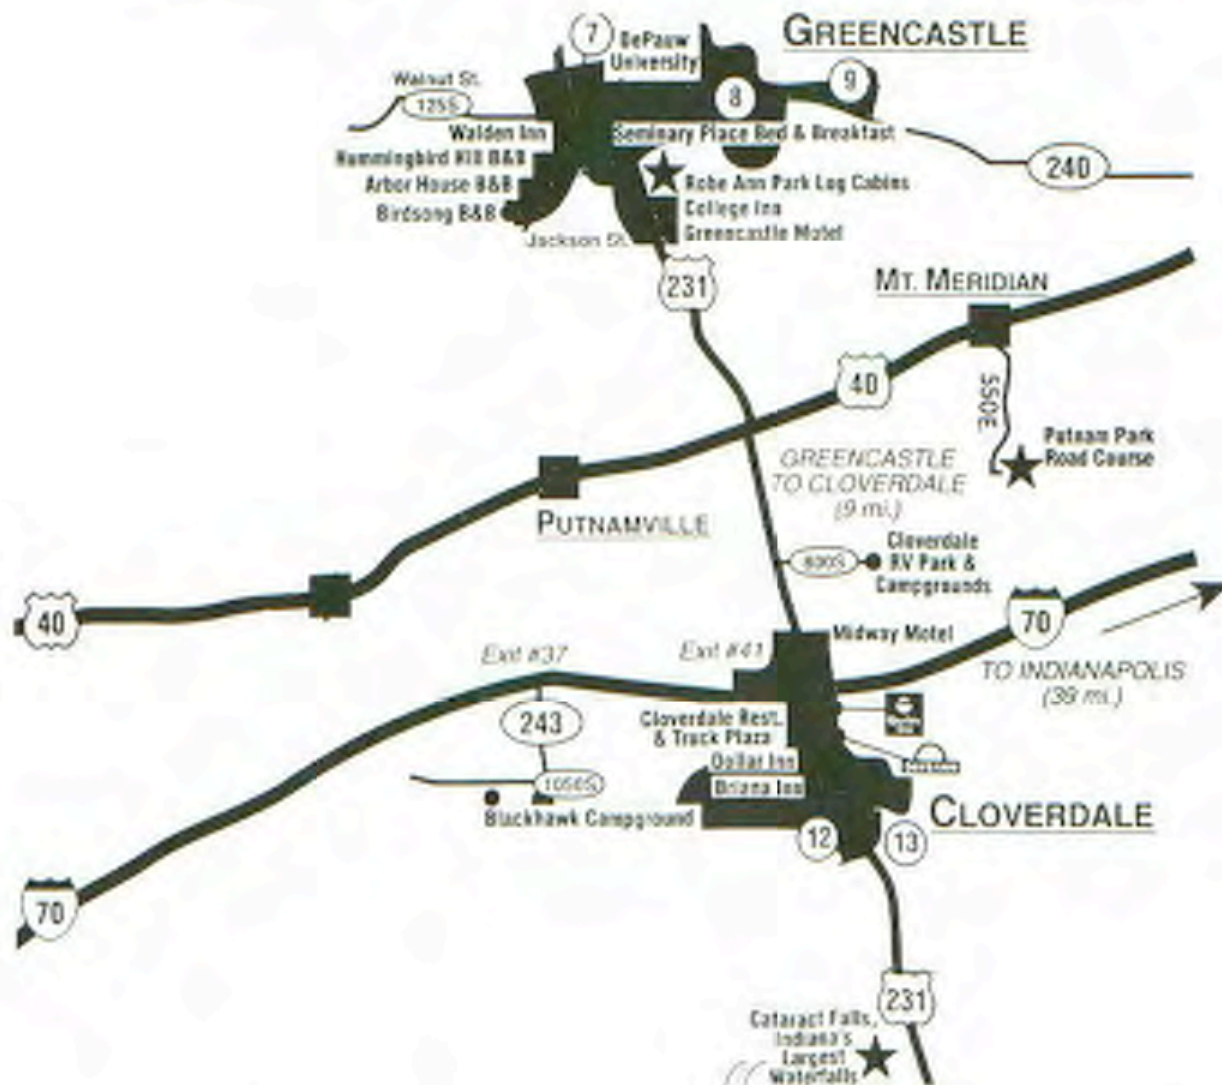 7
DePauw
University
GREENCASTLE
Walnut St.
125S
8
9
Walden Inn
Seminary Place Bed & Breakfast
Hummingbird Hill B&B
240
Arbor House B&B
Robe Ann Park Log Cabins
Birdsong B&B
College Inn
Jackson St.
Greencastle Motel
231
MT. MERIDIAN
40
550E
Putnam Park
Road Course
GREENCASTLE
TO CLOVERDALE
(9 mi.)
PUTNAMVILLE
Cloverdale
RV Park &
Campgrounds
800S
40
70
Midway Motel
Exit #37
Exit #41
TO INDIANAPOLIS
(39 mi.)
243
Cloverdale Rest.
& Truck Plaza
Dollar Inn
1050S
Briana Inn
Blackhawk Campground
CLOVERDALE
12
13
70
231
Cataract Falls,
Indiana's
Largest
Waterfalls